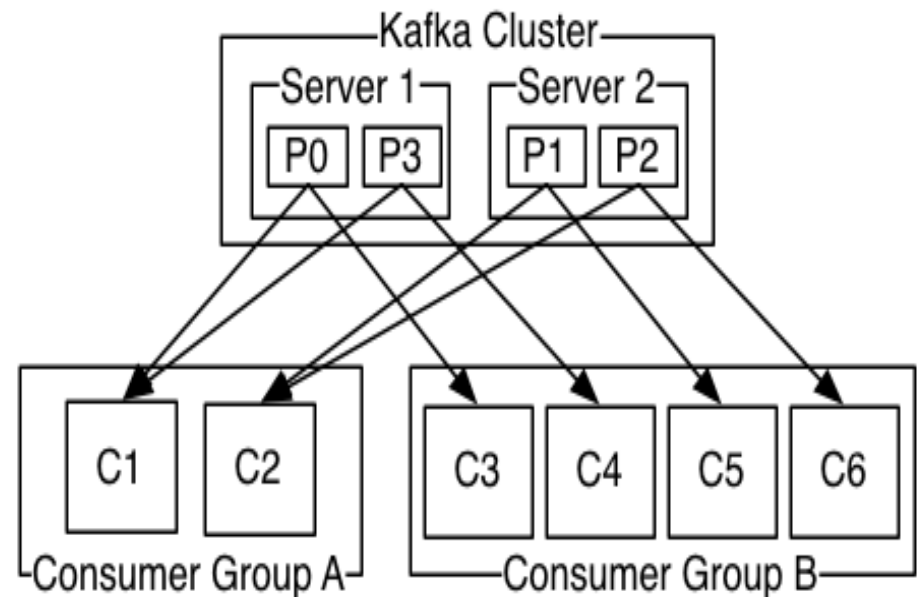 Kafka Cluster
Server 1 Server 2
P0 P3 P1 P2
C1 C2 C3 C4 C5 C6
Consumer Group A Consumer Group B